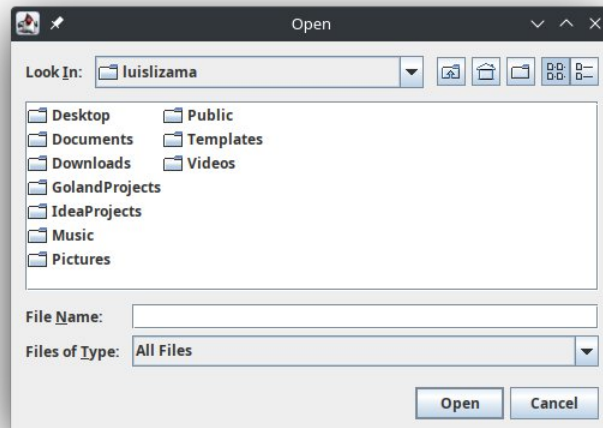 Open
Look In: luislizama
Desktop Public
Documents Templates
Downloads Videos
GolandProjects
IdeaProjects
Music
Pictures
File Name:
Files of Type: All Files
Open Cancel